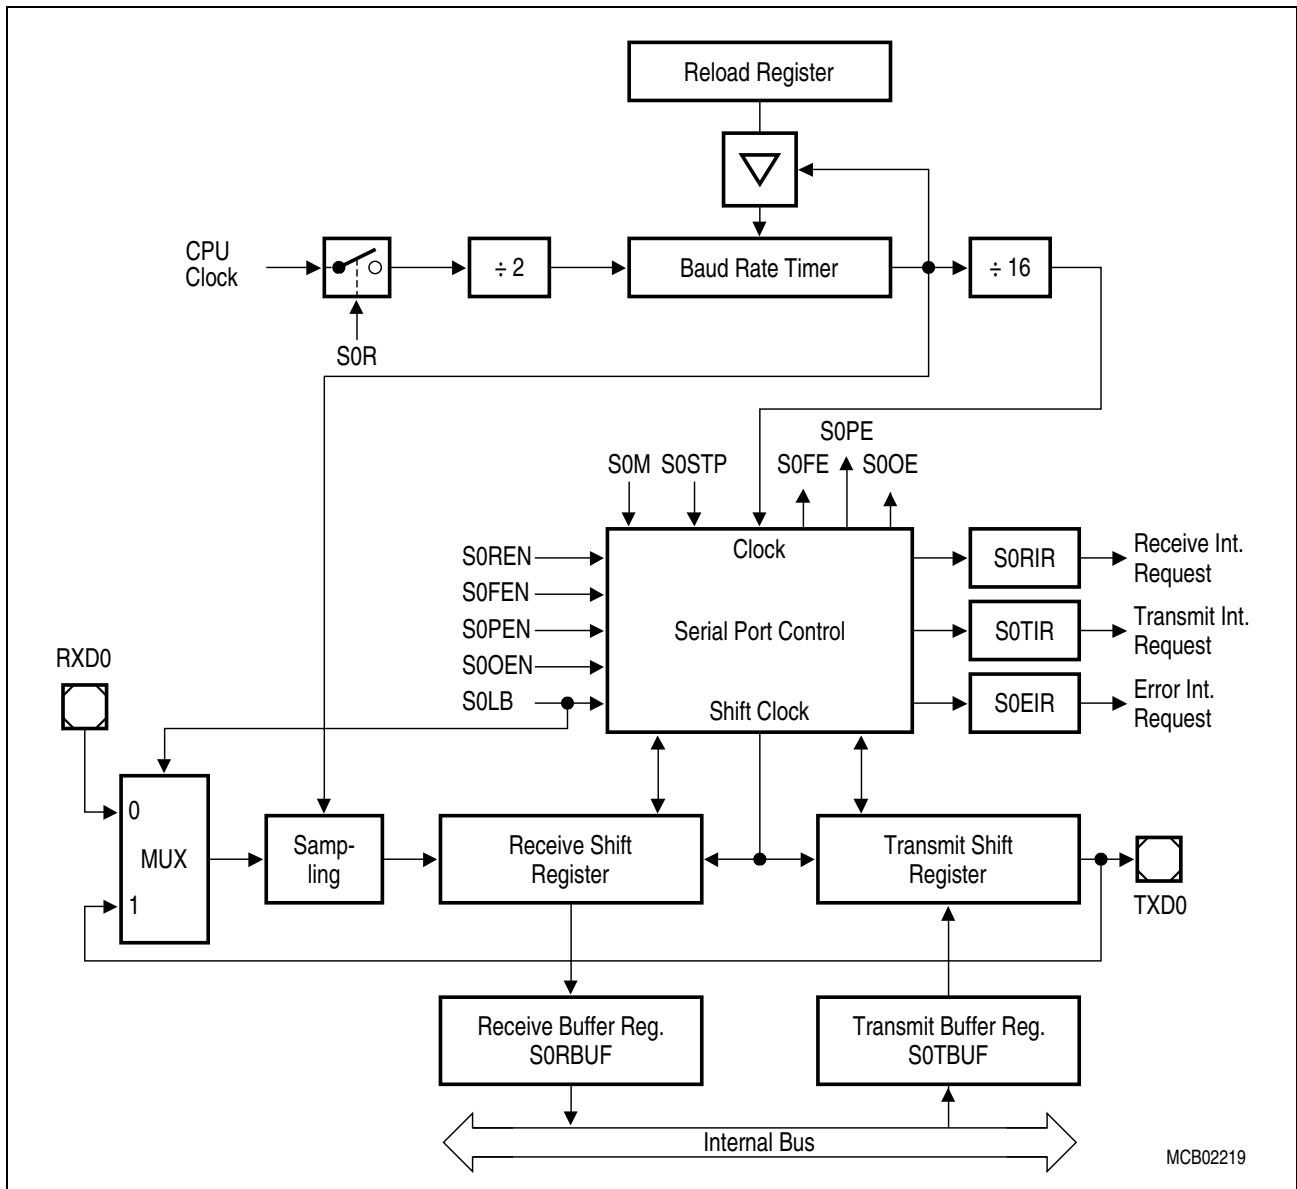 Reload Register
CPU
Clock
÷ 2
Baud Rate Timer
÷ 16
S0R
S0PE
S0M
S0STP
S0FE
S0OE
Clock
S0REN
S0FEN
S0PEN
S0OEN
S0LB
Serial Port Control
Shift Clock
S0RIR
Receive Int.
Request
S0TIR
Transmit Int.
Request
S0EIR
Error Int.
Request
RXD0
0
MUX
1
Samp-
ling
Receive Shift
Register
Transmit Shift
Register
TXD0
Receive Buffer Reg.
S0RBUF
Transmit Buffer Reg.
S0TBUF
Internal Bus
MCB02219